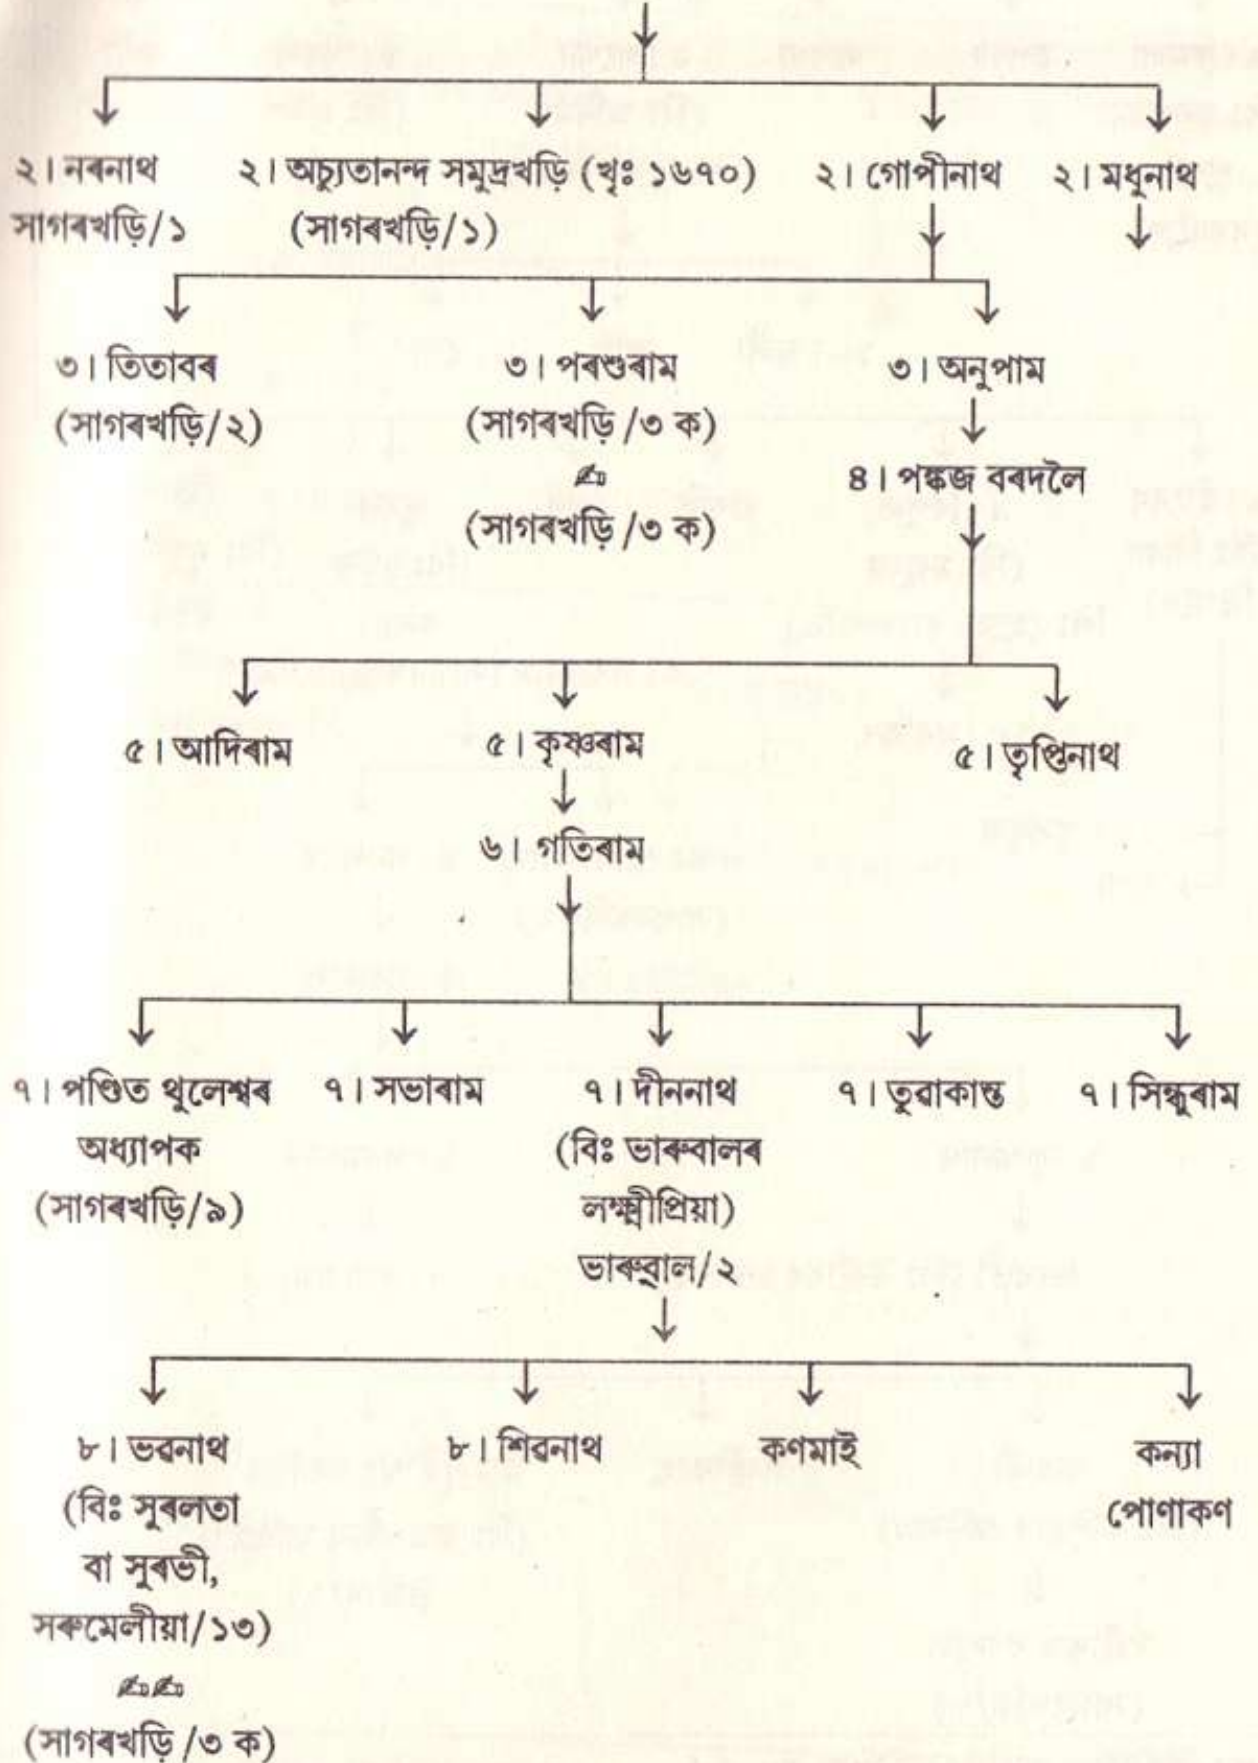 ২। নৰনাথ ২। অচ্যুতানন্দ সমুদ্ৰখড়ি (খৃঃ ১৬৭০) ২। গোপীনাথ ২। মধুনাথ
সাগৰখড়ি/১ (সাগৰখড়ি/১)
৩। তিতাবৰ ৩। পৰশুৰাম ৩। অনুপাম
(সাগৰখড়ি/২) (সাগৰখড়ি /৩ ক)
৪। পঙ্কজ বৰদলৈ
(সাগৰখড়ি /৩ ক)
৫। আদিৰাম ৫। কৃষ্ণৰাম ৫। তৃপ্তিনাথ
৬। গতিৰাম
৭। পণ্ডিত থুলেশ্বৰ ৭। সভাৰাম ৭। দীননাথ ৭। তুৱাকান্ত ৭। সিন্ধুৰাম
অধ্যাপক (বিঃ ভাৰুবালৰ
(সাগৰখড়ি/৯) লক্ষ্মীপ্ৰিয়া)
ভাৰুবাল/২
৮। ভৱনাথ ৮। শিৱনাথ কণমাই কন্যা
(বিঃ সুৰলতা পোণাকণ
বা সুৰভী,
সৰুমেলীয়া/১৩)
(সাগৰখড়ি /৩ ক)